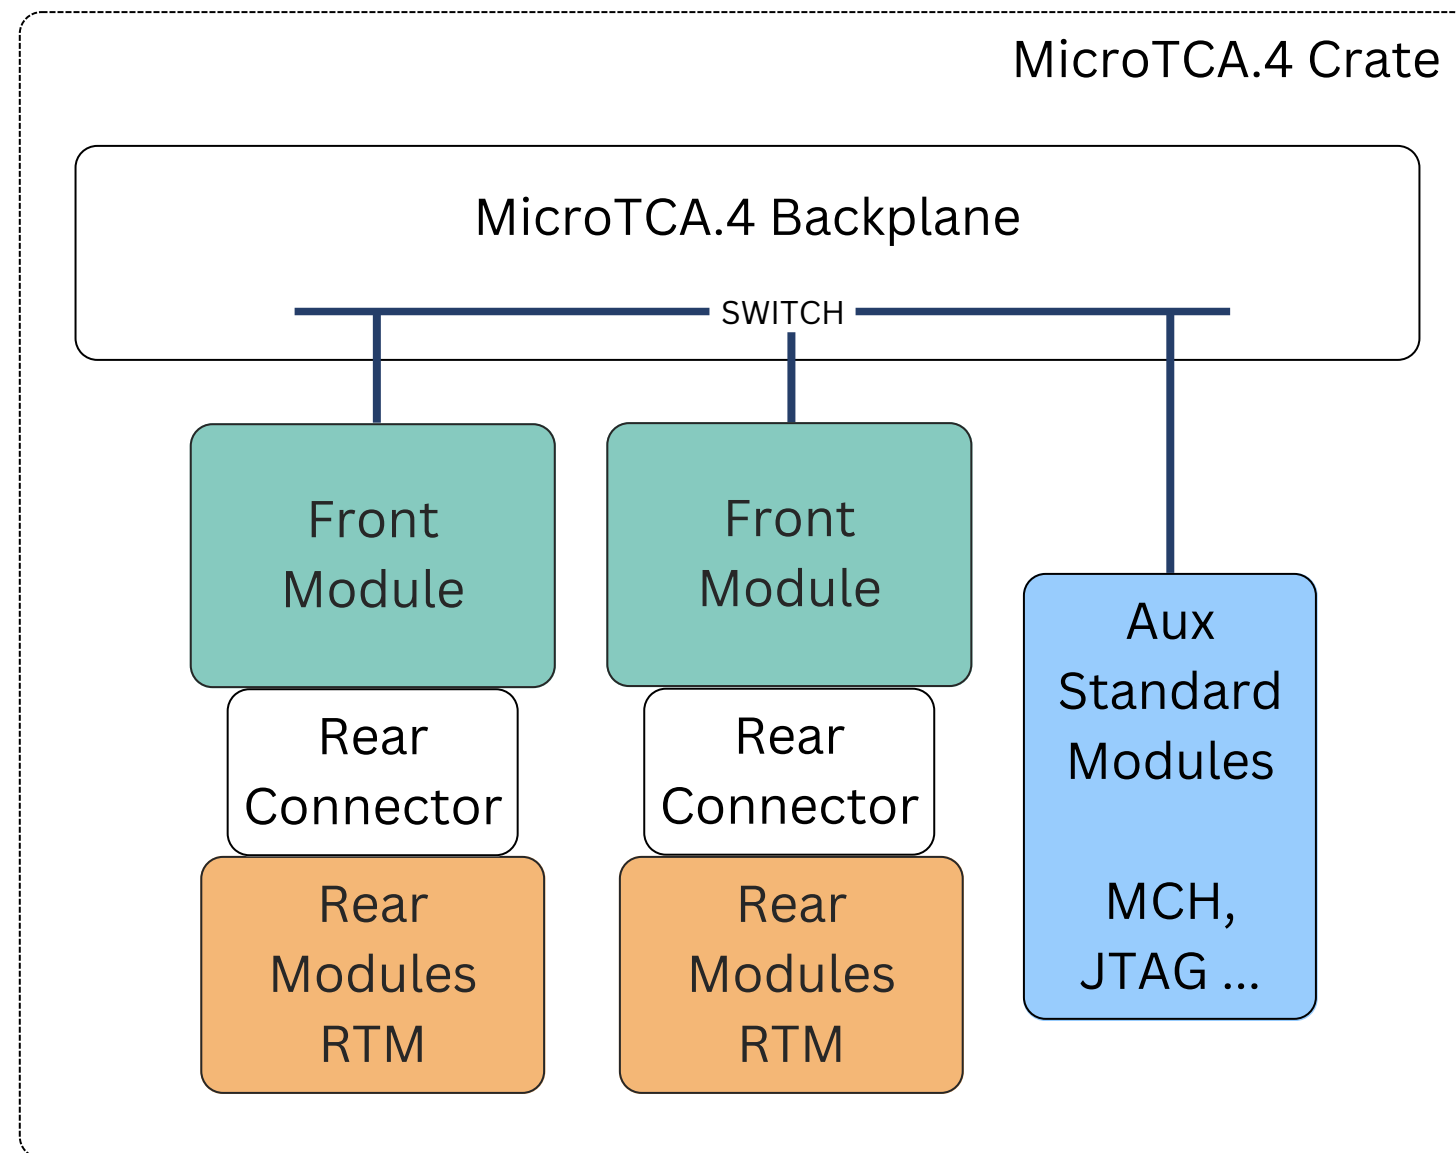 MicroTCA.4 Crate
MicroTCA.4 Backplane
SWITCH
Front
Module
Rear
Connector
Rear
Modules
RTM
Front
Module
Rear
Connector
Rear
Modules
RTM
Aux
Standard
Modules
MCH,
JTAG ...